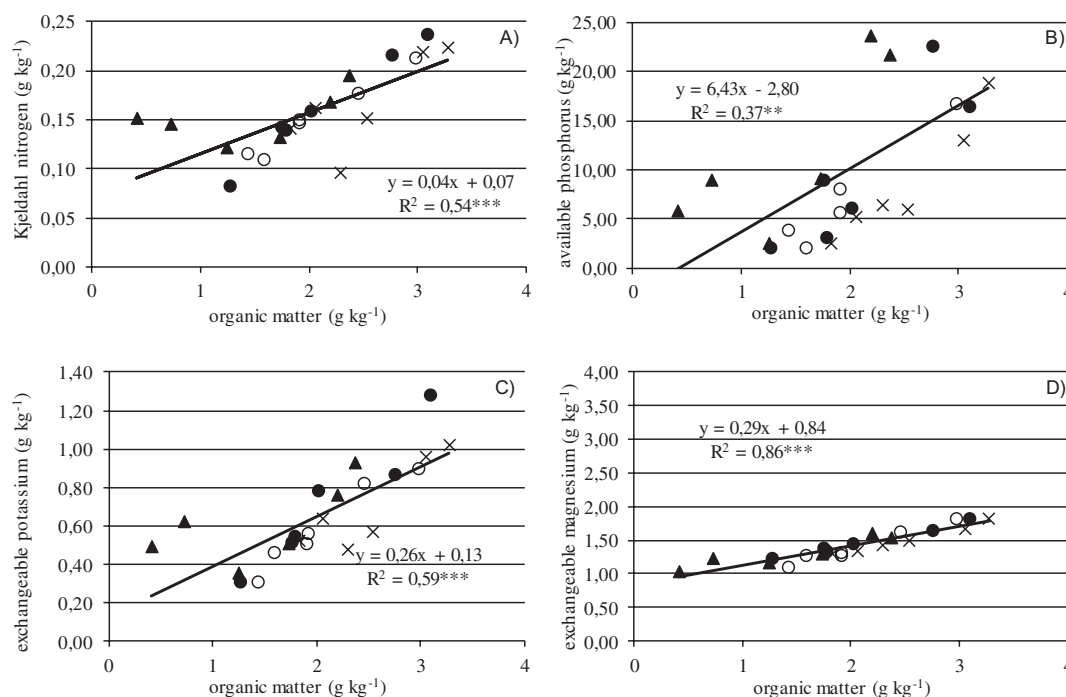 A)
Kjeldahl nitrogen (g kg-1)
0,25
0,20
0,15
0,10
0,05
0,00
y = 0,04x + 0,07
R2 = 0,54***
0 1 2 3 4
organic matter (g kg-1)
B)
available phosphorus (g kg-1)
25,00
20,00
15,00
10,00
5,00
0,00
y = 6,43x - 2,80
R2 = 0,37**
0 1 2 3 4
organic matter (g kg-1)
C)
exchangeable potassium (g kg-1)
1,40
1,20
1,00
0,80
0,60
0,40
0,20
0,00
y = 0,26x + 0,13
R2 = 0,59***
0 1 2 3 4
organic matter (g kg-1)
D)
exchangeable magnesium (g kg-1)
4,00
3,50
3,00
2,50
2,00
1,50
1,00
0,50
0,00
y = 0,29x + 0,84
R2 = 0,86***
0 1 2 3 4
organic matter (g kg-1)